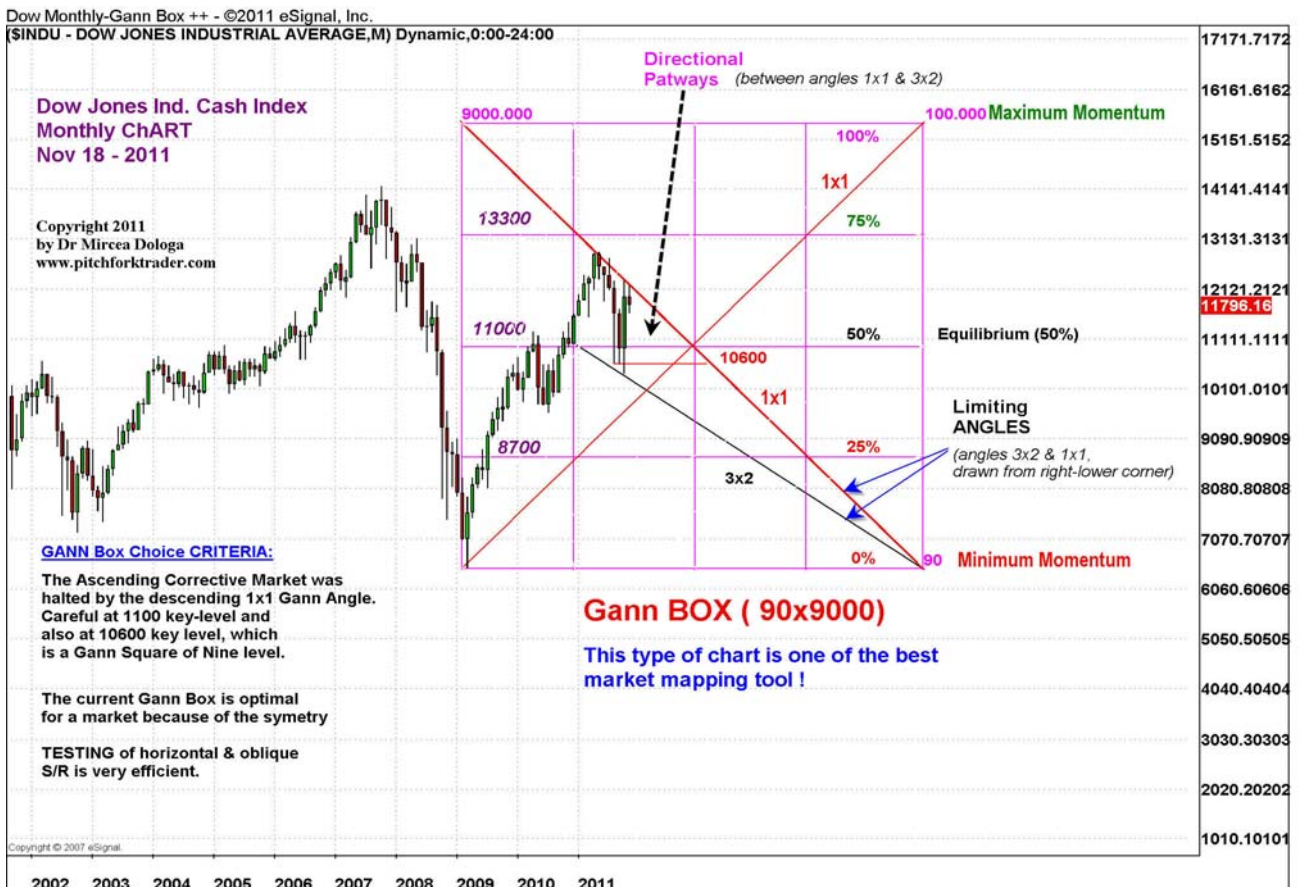 Dow Monthly-Gann Box ++ - ©2011 eSignal, Inc.
($INDU - DOW JONES INDUSTRIAL AVERAGE,M) Dynamic,0:00-24:00
17171.7172
Directional
Patways (between angles 1x1 & 3x2)
16161.6162
Dow Jones Ind. Cash Index
Monthly ChART
Nov 18 - 2011
9000.000
100.000 Maximum Momentum
100%
15151.5152
1x1
14141.4141
Copyright 2011
by Dr Mircea Dologa
www.pitchforktrader.com
13300
75%
13131.3131
12121.2121
11796.16
11000
50%
Equilibrium (50%)
11111.1111
10600
10101.0101
1x1
Limiting
ANGLES
(angles 3x2 & 1x1,
drawn from right-lower corner)
8700
25%
9090.90909
3x2
8080.80808
7070.70707
GANN Box Choice CRITERIA:
0%
90 Minimum Momentum
The Ascending Corrective Market was
halted by the descending 1x1 Gann Angle.
Careful at 1100 key-level and
also at 10600 key level, which
is a Gann Square of Nine level.
6060.60606
Gann BOX ( 90x9000)
5050.50505
This type of chart is one of the best
market mapping tool !
The current Gann Box is optimal
for a market because of the symetry
4040.40404
TESTING of horizontal & oblique
S/R is very efficient.
3030.30303
2020.20202
1010.10101
Copyright © 2007 eSignal.
2002 2003 2004 2005 2006 2007 2008 2009 2010 2011